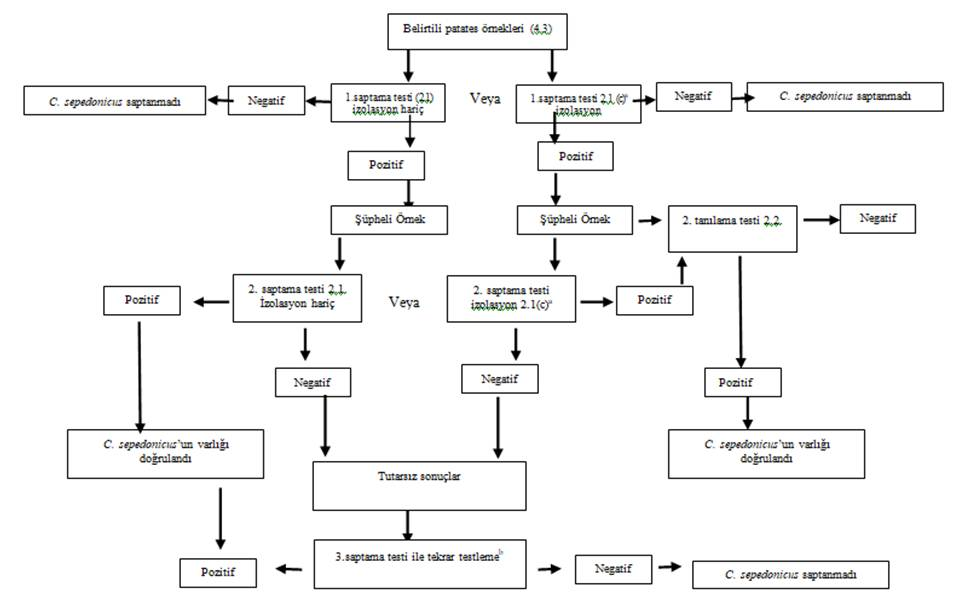 Belirtili patates örnekleri (4.3)
C. sepedonicus saptanmadı
Negatif
1.saptama testi (2.1)
izolasyon hariç
Veya
1.saptama testi 2.1.(c)ᵃ
izolasyon
Negatif
C. sepedonicus saptanmadı
Pozitif
Pozitif
Şüpheli Örnek
Şüpheli Örnek
2. tanılama testi 2.2.
Negatif
Pozitif
2. saptama testi 2.1.
İzolasyon hariç
Veya
2. saptama testi
izolasyon 2.1(c)ᵃ
Pozitif
Negatif
Negatif
Pozitif
C. sepedonicus'un varlığı
doğrulandı
C. sepedonicus'un varlığı
doğrulandı
Tutarsız sonuçlar
3.saptama testi ile tekrar testlemeᵇ
Pozitif
Negatif
C. sepedonicus saptanmadı